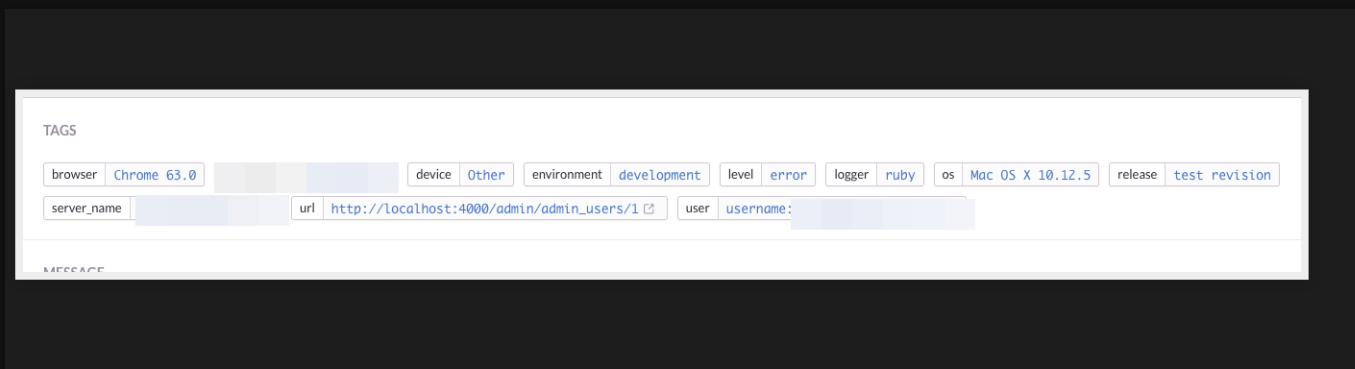 TAGS
browser Chrome 63.0 device Other environment development level error logger ruby os Mac OS X 10.12.5 release test revision
server_name url http://localhost:4000/admin/admin_users/1 user username:
MESSAGE